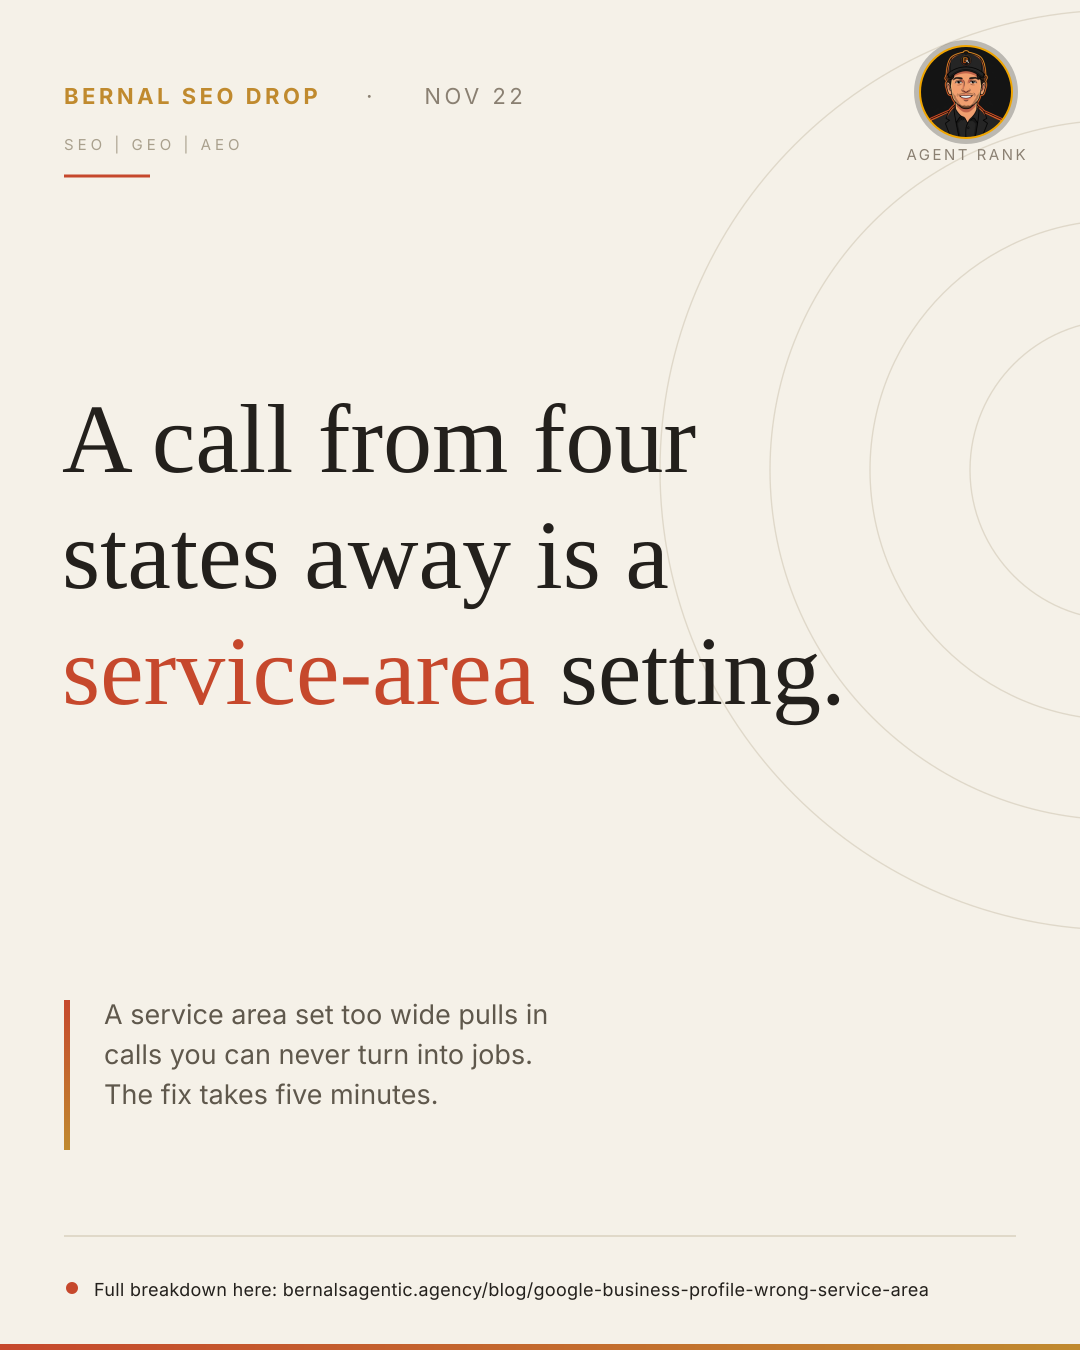 BERNAL SEO DROP · NOV 22
SEO | GEO | AEO
AGENT RANK
A call from four
states away is a
service-area setting.
A service area set too wide pulls in
calls you can never turn into jobs.
The fix takes five minutes.
Full breakdown here: bernalsagentic.agency/blog/google-business-profile-wrong-service-area